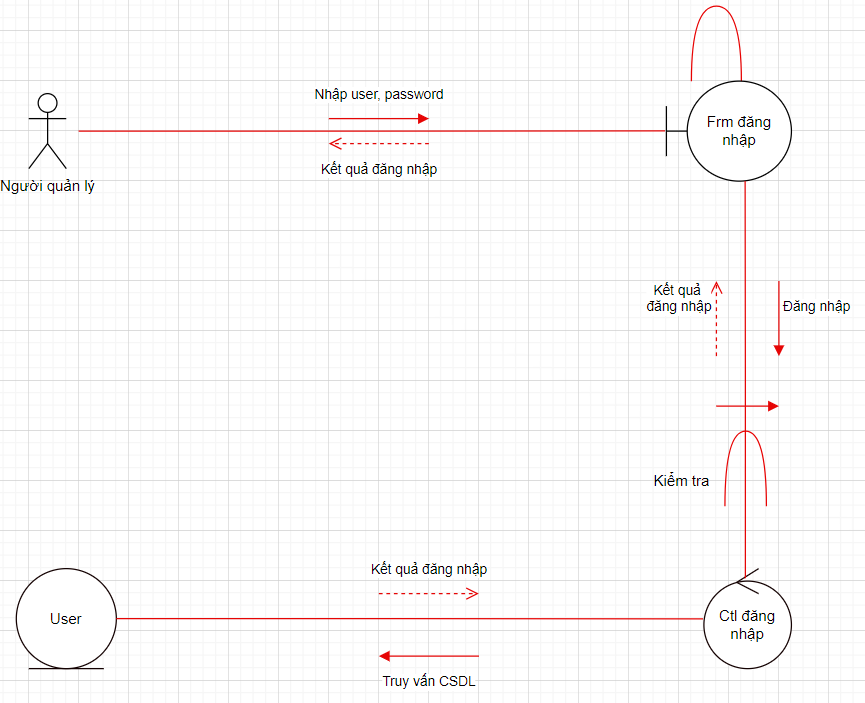 Nhập user, password
Frm đăng
nhập
Kết quả đăng nhập
Người quản lý
Kết quả
đăng nhập
Đăng nhập
Kiểm tra
Kết quả đăng nhập
User
Ctl đăng
nhập
Truy vấn CSDL